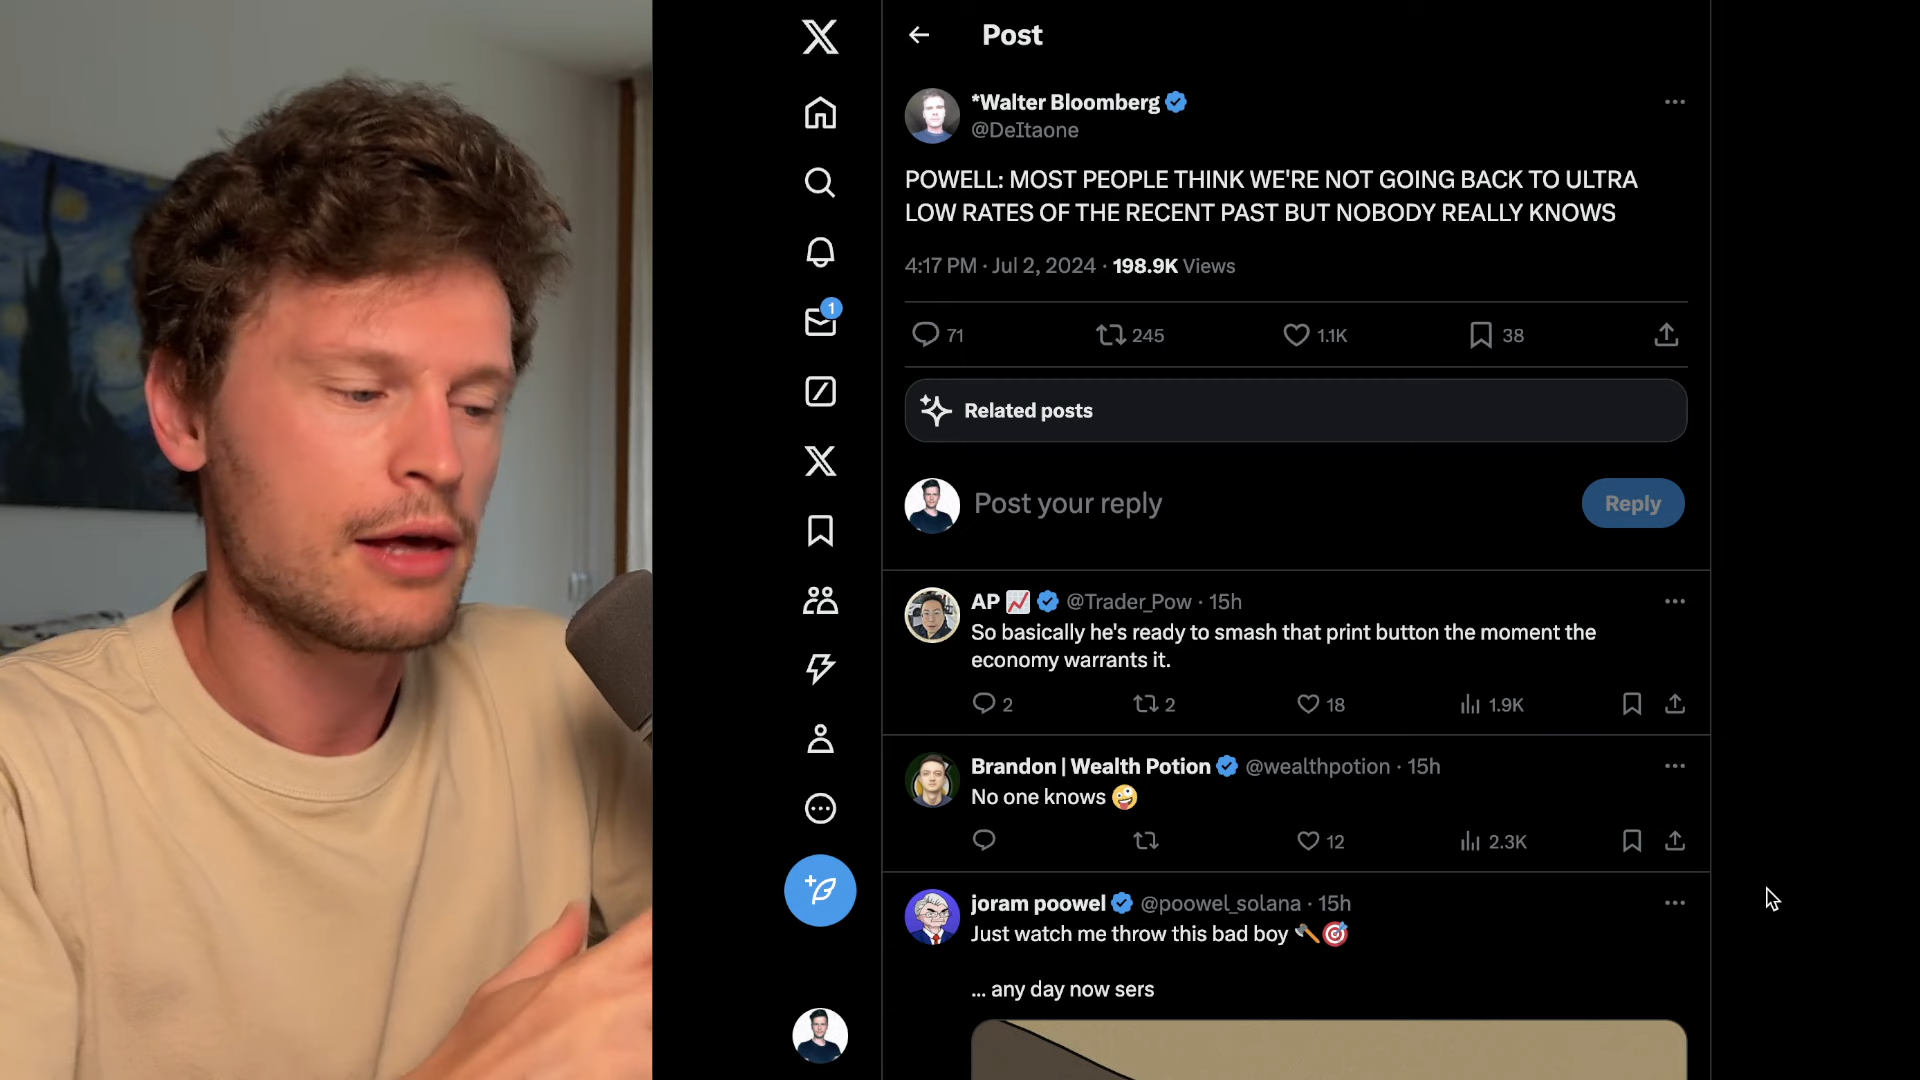 Post
*Walter Bloomberg
@DeItaone
POWELL: MOST PEOPLE THINK WE'RE NOT GOING BACK TO ULTRA
LOW RATES OF THE RECENT PAST BUT NOBODY REALLY KNOWS
4:17 PM · Jul 2, 2024 · 198.9K Views
71 245 1.1K 38
1
Related posts
Post your reply
Reply
AP @Trader_Pow · 15h
So basically he's ready to smash that print button the moment the
economy warrants it.
2 2 18 1.9K
Brandon | Wealth Potion @wealthpotion · 15h
No one knows 🤪
12 2.3K
joram poowel @poowel_solana · 15h
Just watch me throw this bad boy 🪓🎯
... any day now sers